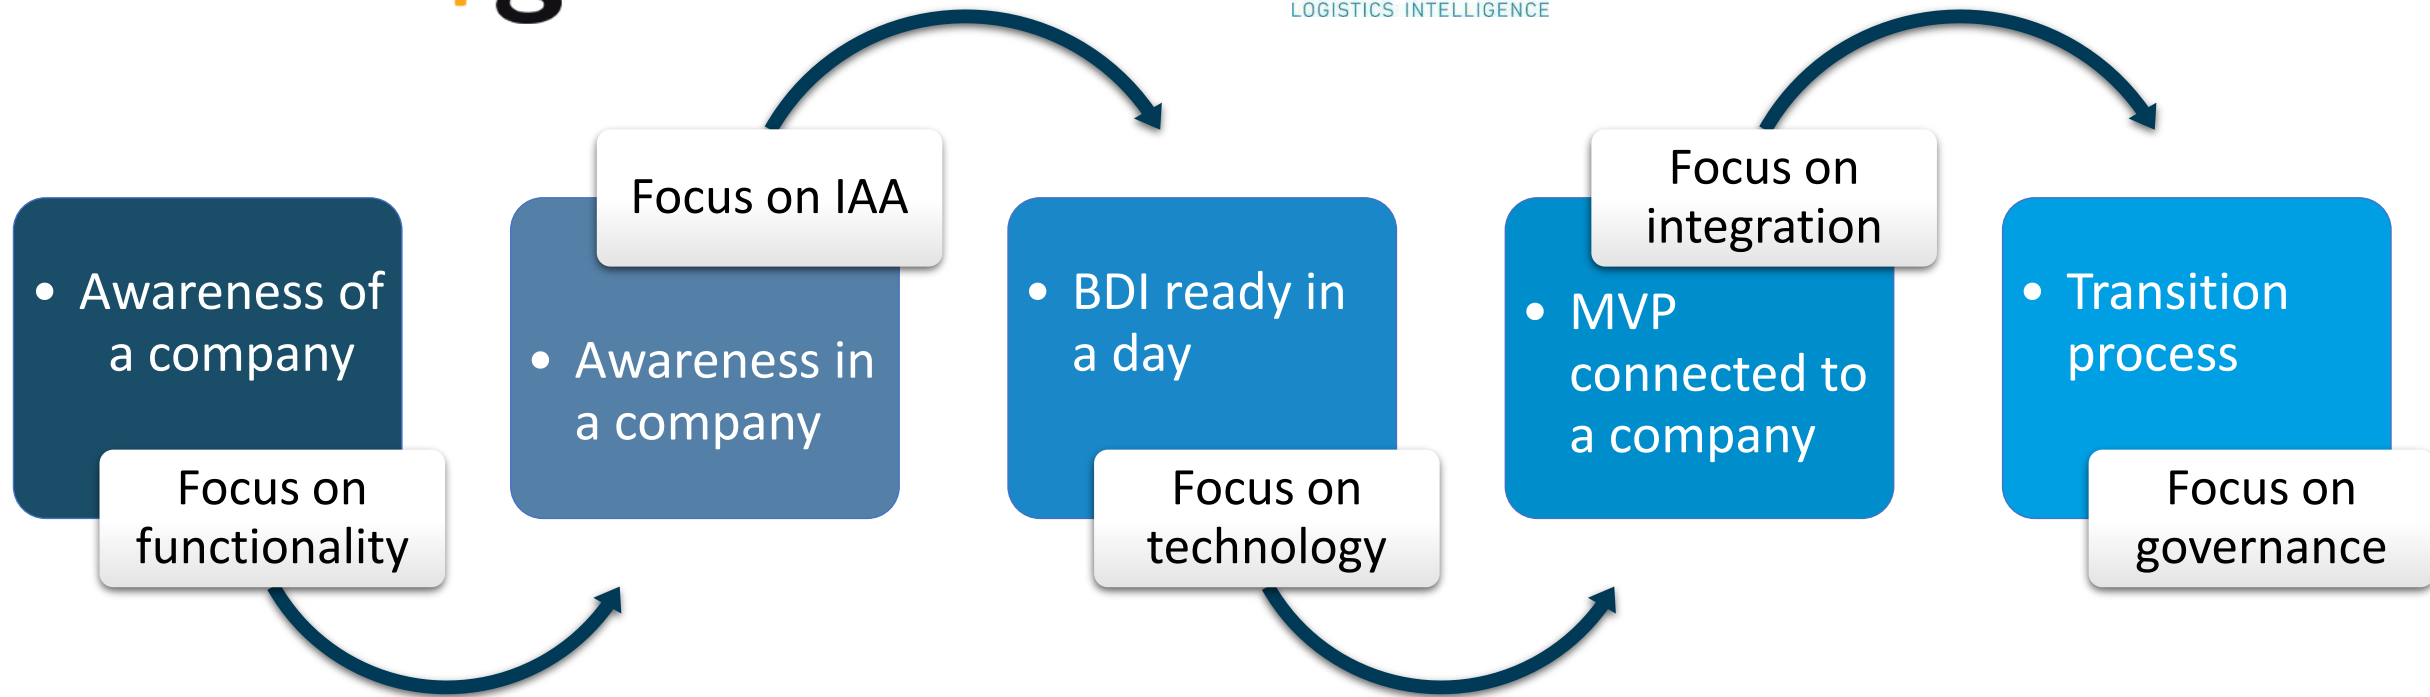 LOGISTICS INTELLIGENCE
• Awareness of
a company
Focus on
functionality
Focus on IAA
• Awareness in
a company
• BDI ready in
a day
Focus on
technology
Focus on
integration
• MVP
connected to
a company
• Transition
process
Focus on
governance